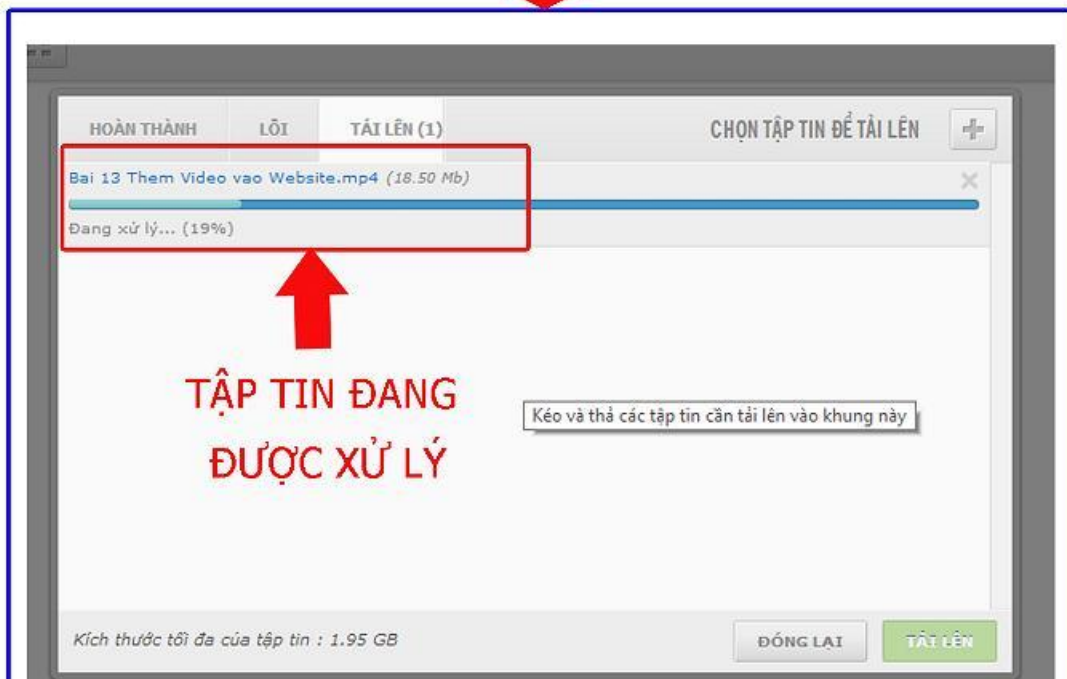 HOÀN THÀNH LỖI TẢI LÊN (1) CHỌN TẬP TIN ĐỂ TẢI LÊN
Bai 13 Them Video vao Website.mp4 (18.50 Mb)
Đang xử lý... (19%)
TẬP TIN ĐANG
ĐƯỢC XỬ LÝ
Kéo và thả các tập tin cần tải lên vào khung này
Kích thước tối đa của tập tin : 1.95 GB
ĐÓNG LẠI TẢI LÊN